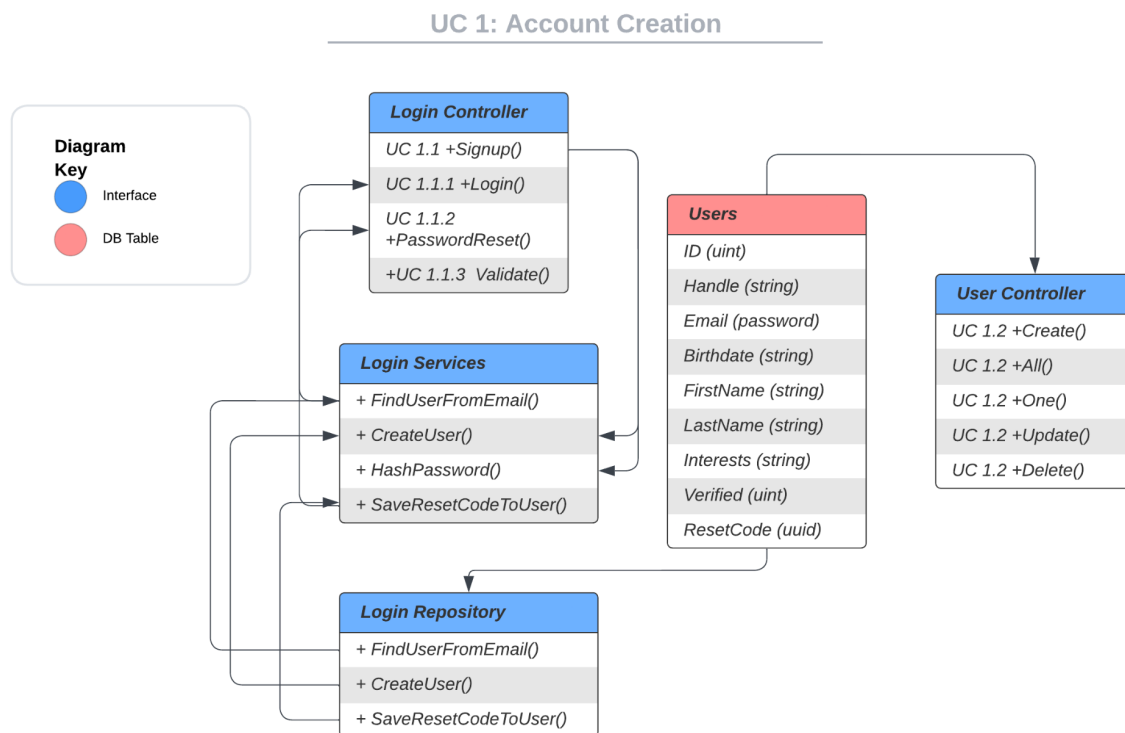 UC 1: Account Creation
Diagram
Key
Interface
DB Table
Login Controller
UC 1.1 +Signup()
UC 1.1.1 +Login()
UC 1.1.2
+PasswordReset()
+UC 1.1.3 Validate()
Login Services
+ FindUserFromEmail()
+ CreateUser()
+ HashPassword()
+ SaveResetCodeToUser()
Login Repository
+ FindUserFromEmail()
+ CreateUser()
+ SaveResetCodeToUser()
Users
ID (uint)
Handle (string)
Email (password)
Birthdate (string)
FirstName (string)
LastName (string)
Interests (string)
Verified (uint)
ResetCode (uuid)
User Controller
UC 1.2 +Create()
UC 1.2 +All()
UC 1.2 +One()
UC 1.2 +Update()
UC 1.2 +Delete()